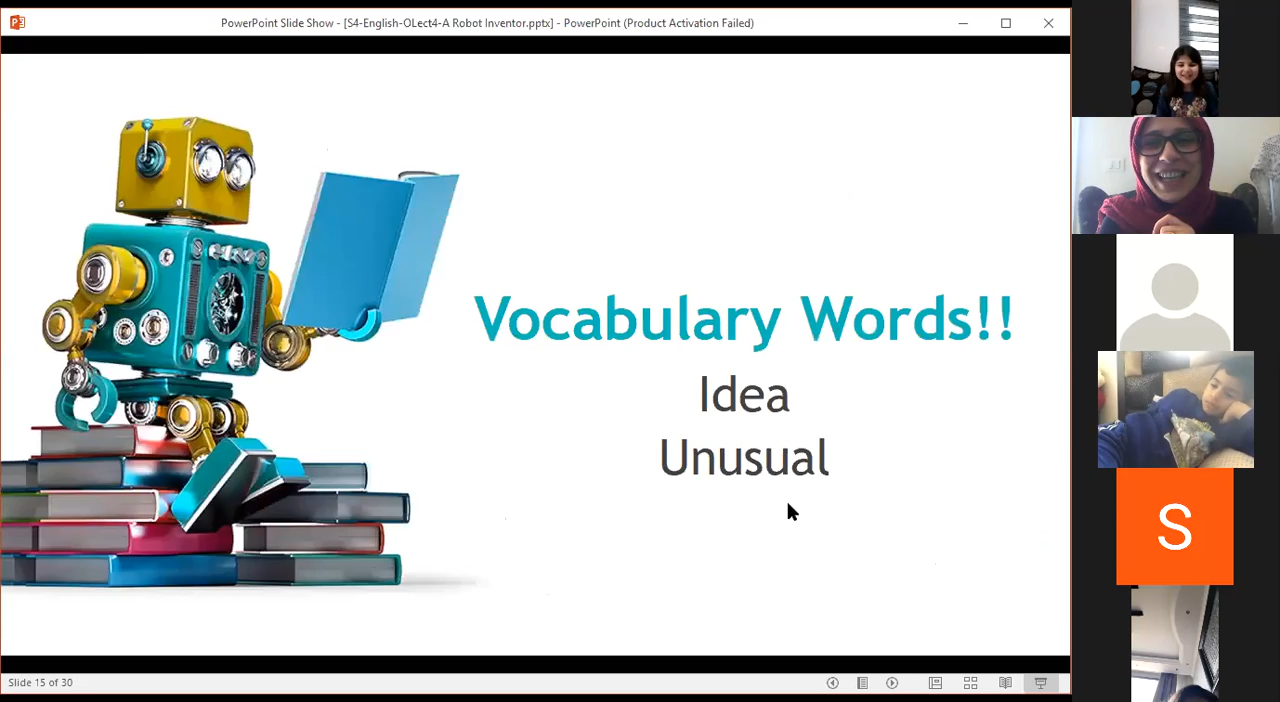 PowerPoint Slide Show - [S4-English-OLect4-A Robot Inventor.pptx] - PowerPoint (Product Activation Failed)
Vocabulary Words!!
Idea
Unusual
S
Slide 15 of 30